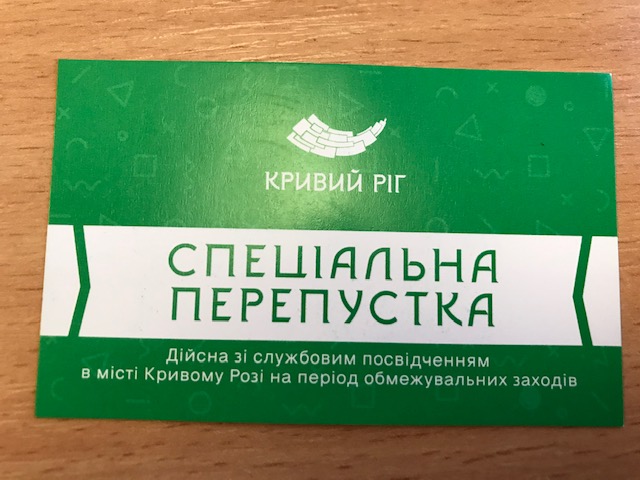 КРИВИЙ РІГ
СПЕЦІАЛЬНА
ПЕРЕПУСТКА
Дійсна зі службовим посвідченням
в місті Кривому Розі на період обмежувальних заходів